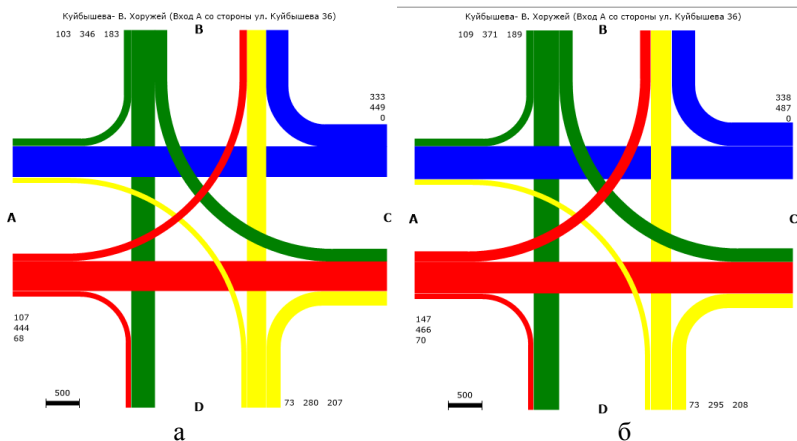 Куйбышева- В. Хоружей (Вход А со стороны ул. Куйбышева 36)
103 346 183
B
333
449
0
A
C
107
444
68
500
D
73 280 207
а
Куйбышева- В. Хоружей (Вход А со стороны ул. Куйбышева 36)
109 371 189
B
338
487
0
A
C
147
466
70
500
D
73 295 208
б